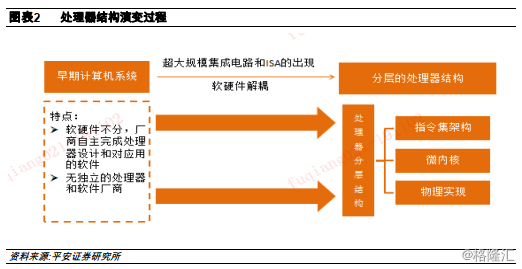 图表2 处理器结构演变过程
早期计算机系统
超大规模集成电路和ISA的出现
软硬件解耦
分层的处理器结构
特点：
➢ 软硬件不分，厂
商自主完成处理
器设计和对应用
的软件
➢ 无独立的处理器
和软件厂商
处理器分层结构
指令集架构
微内核
物理实现
资料来源:平安证券研究所
@格隆汇